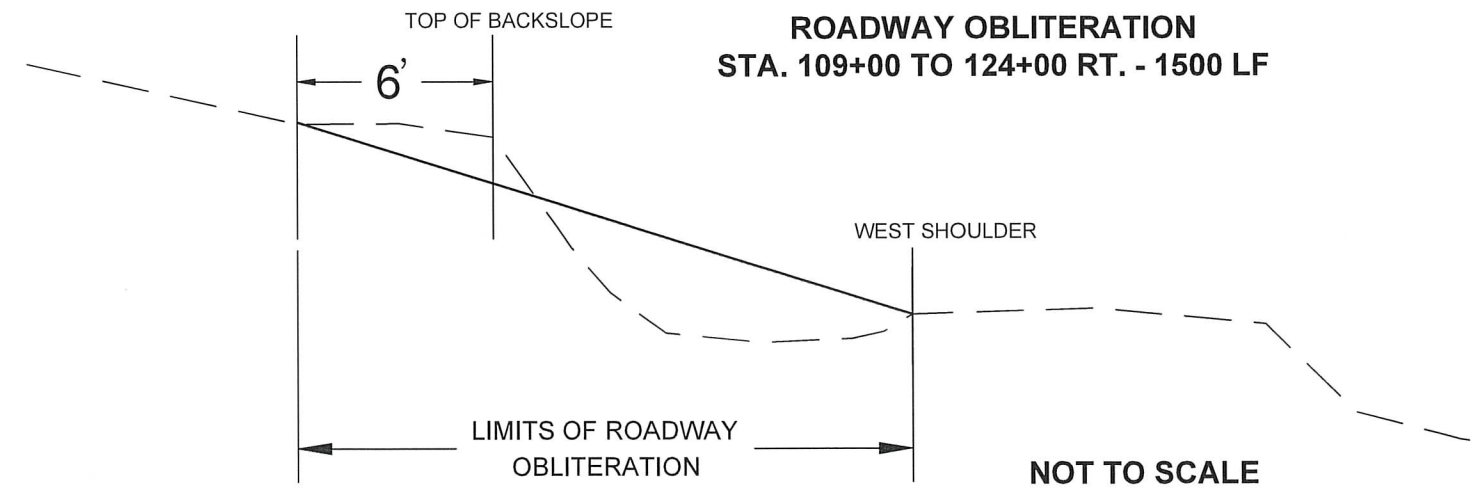 TOP OF BACKSLOPE
ROADWAY OBLITERATION
STA. 109+00 TO 124+00 RT. - 1500 LF
6'
WEST SHOULDER
LIMITS OF ROADWAY
OBLITERATION
NOT TO SCALE